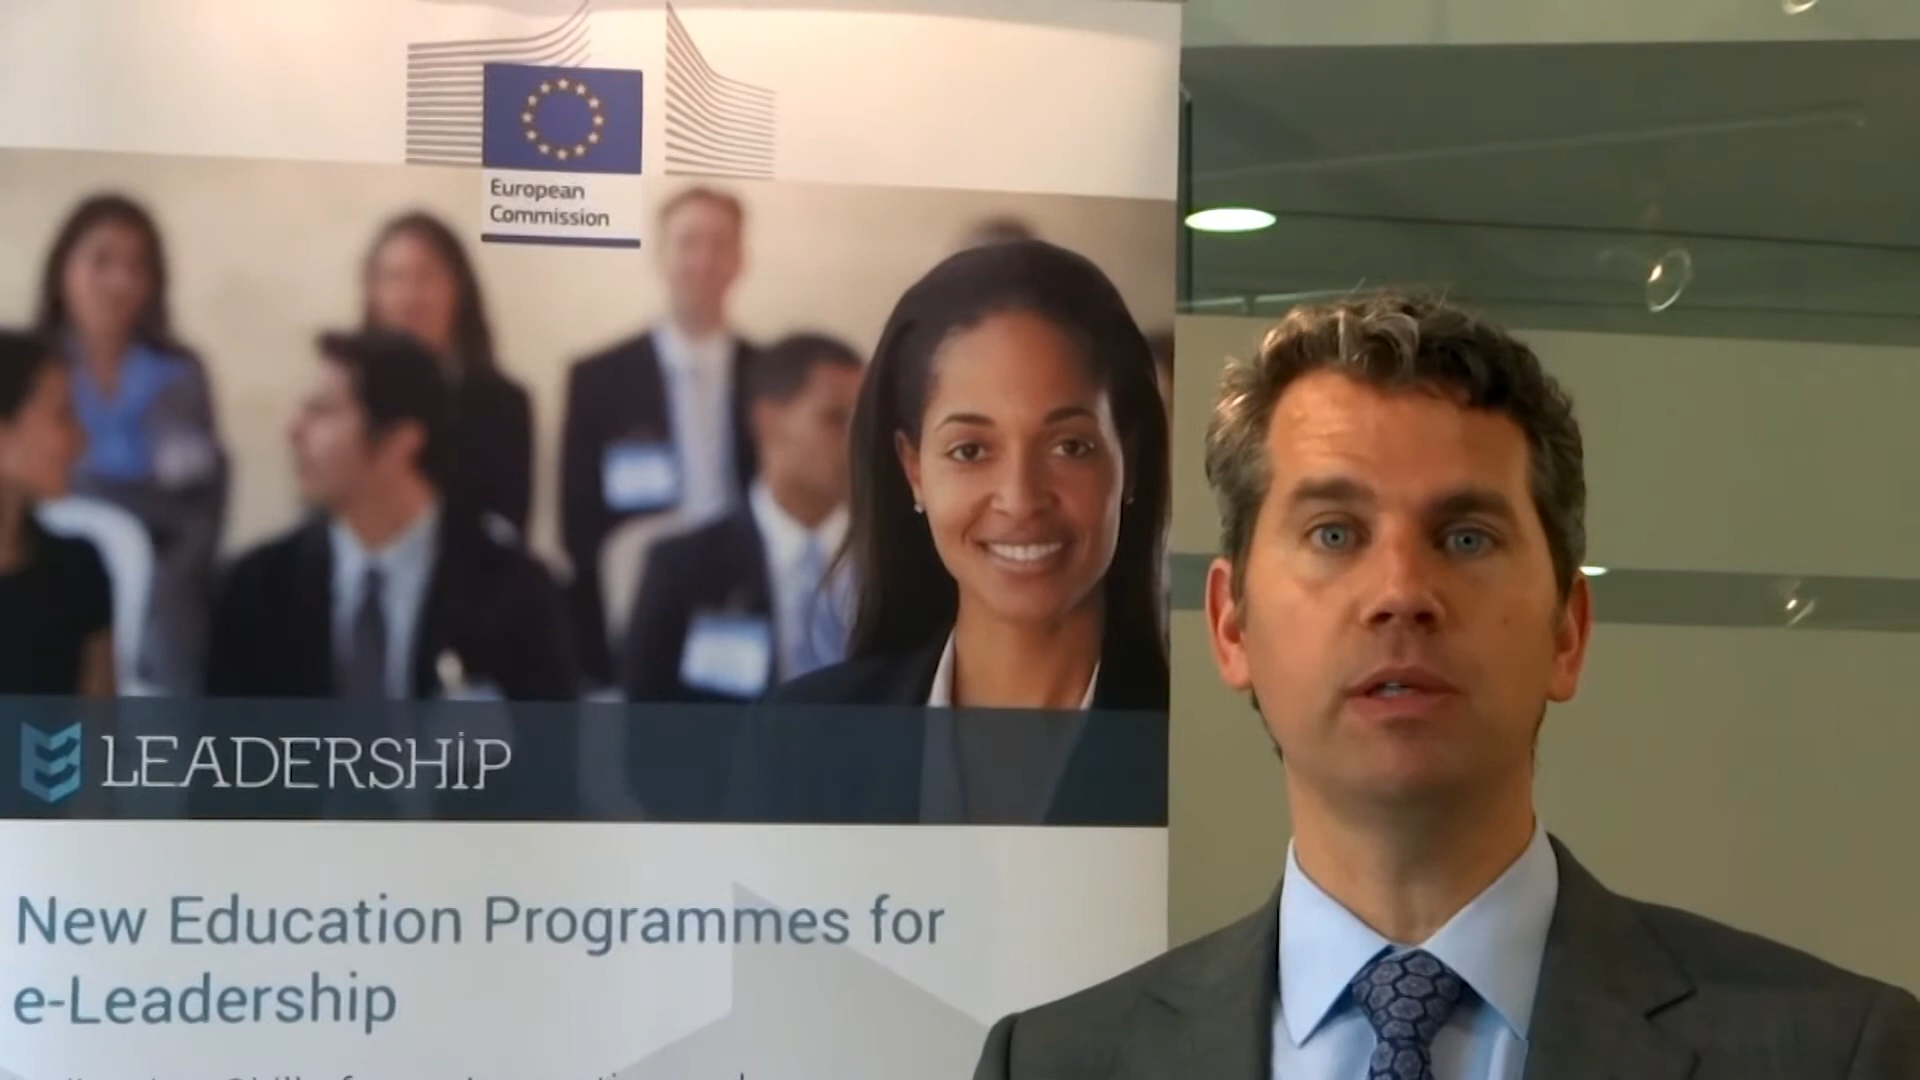 European
Commission
LEADERSHIP
New Education Programmes for
e-Leadership